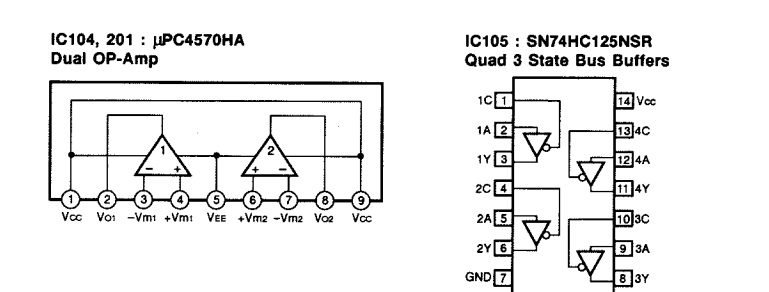 IC104, 201 : µPC4570HA
Dual OP-Amp
1 2
− + + −
1 2 3 4 5 6 7 8 9
Vcc Vo1 −Vm1 +Vm1 VEE +Vm2 −Vm2 Vo2 Vcc
IC105 : SN74HC125NSR
Quad 3 State Bus Buffers
1C 1 14 Vcc
1A 2 13 4C
1Y 3 12 4A
2C 4 11 4Y
2A 5 10 3C
2Y 6 9 3A
GND 7 8 3Y